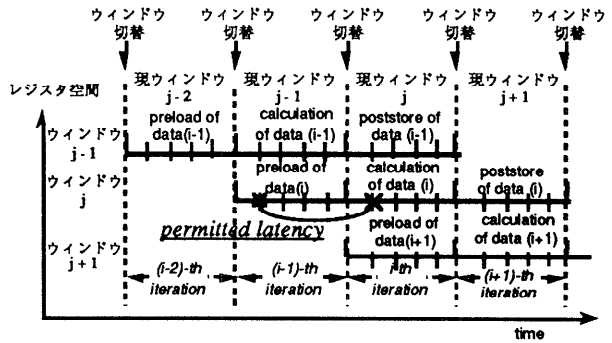 ウィンドウ ウィンドウ ウィンドウ ウィンドウ ウィンドウ
切替 切替 切替 切替 切替
レジスタ空間
現ウィンドウ 現ウィンドウ 現ウィンドウ 現ウィンドウ
j-2 j-1 j j+1
preload of data(i-1)
calculation of data (i-1)
poststore of data (i-1)
ウィンドウ
j-1
preload of data(i)
calculation of data (i)
poststore of data (i)
ウィンドウ
j
permitted latency
preload of data(i+1)
calculation of data (i+1)
ウィンドウ
j+1
(i-2)-th iteration
(i-1)-th iteration
i-th iteration
(i+1)-th iteration
time